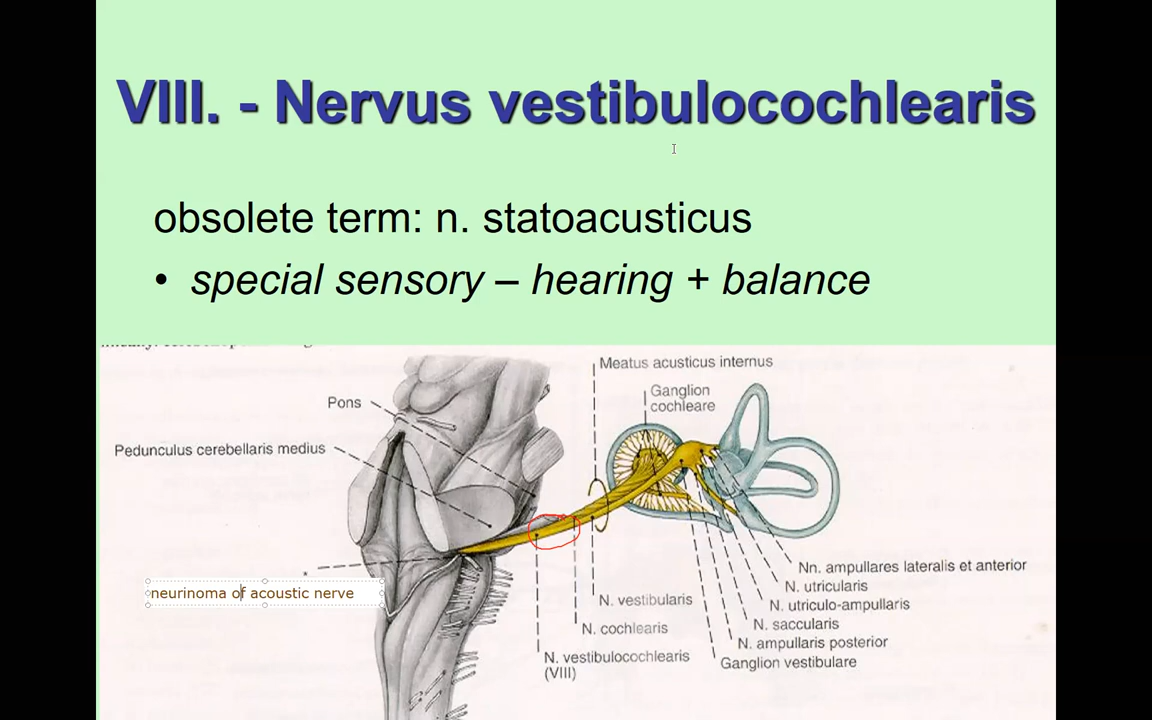 VIII. - Nervus vestibulocochlearis
obsolete term: n. statoacusticus
• special sensory – hearing + balance
Meatus acusticus internus
Ganglion
cochleare
Pons
Pedunculus cerebellaris medius
*
neurinoma of acoustic nerve
Nn. ampullares lateralis et anterior
N. utricularis
N. utriculo-ampullaris
N. saccularis
N. ampullaris posterior
Ganglion vestibulare
N. vestibularis
N. cochlearis
N. vestibulocochlearis
(VIII)